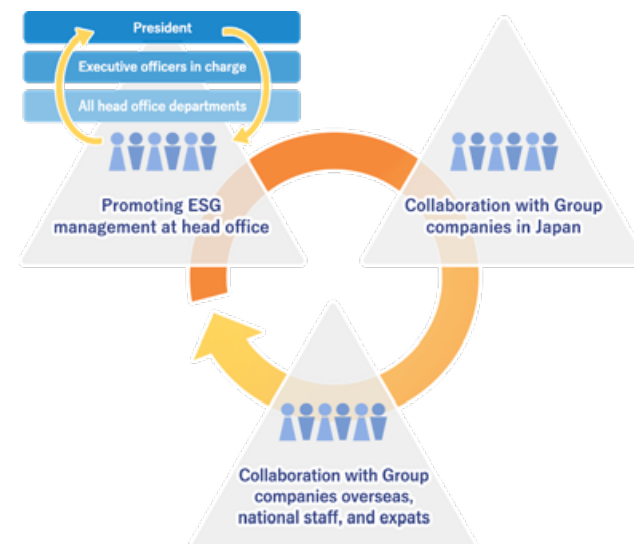 President
Executive officers in charge
All head office departments
Promoting ESG
management at head office
Collaboration with Group
companies in Japan
Collaboration with Group
companies overseas,
national staff, and expats